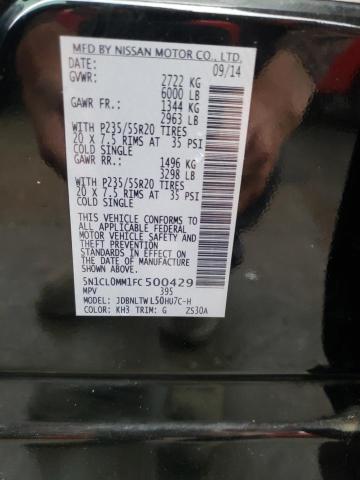 MFD BY NISSAN MOTOR CO., LTD.
DATE: 09/14
GVWR: 2722 KG
6000 LB
GAWR FR.: 1344 KG
2963 LB
WITH P235/55R20 TIRES
20 X 7.5 RIMS AT 35 PSI
COLD SINGLE
GAWR RR.: 1496 KG
3298 LB
WITH P235/55R20 TIRES
20 X 7.5 RIMS AT 35 PSI
COLD SINGLE
THIS VEHICLE CONFORMS TO
ALL APPLICABLE FEDERAL
MOTOR VEHICLE SAFETY
STANDARDS IN EFFECT ON
THE DATE OF MANUFACTURE
SHOWN ABOVE.
5N1CL0MM1FC500429
MPV 395
MODEL: JDBNLTWL50HU7C-H
COLOR: KH3 TRIM: G ZS30A